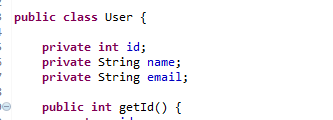 public class User {
private int id;
private String name;
private String email;
public int getId() {